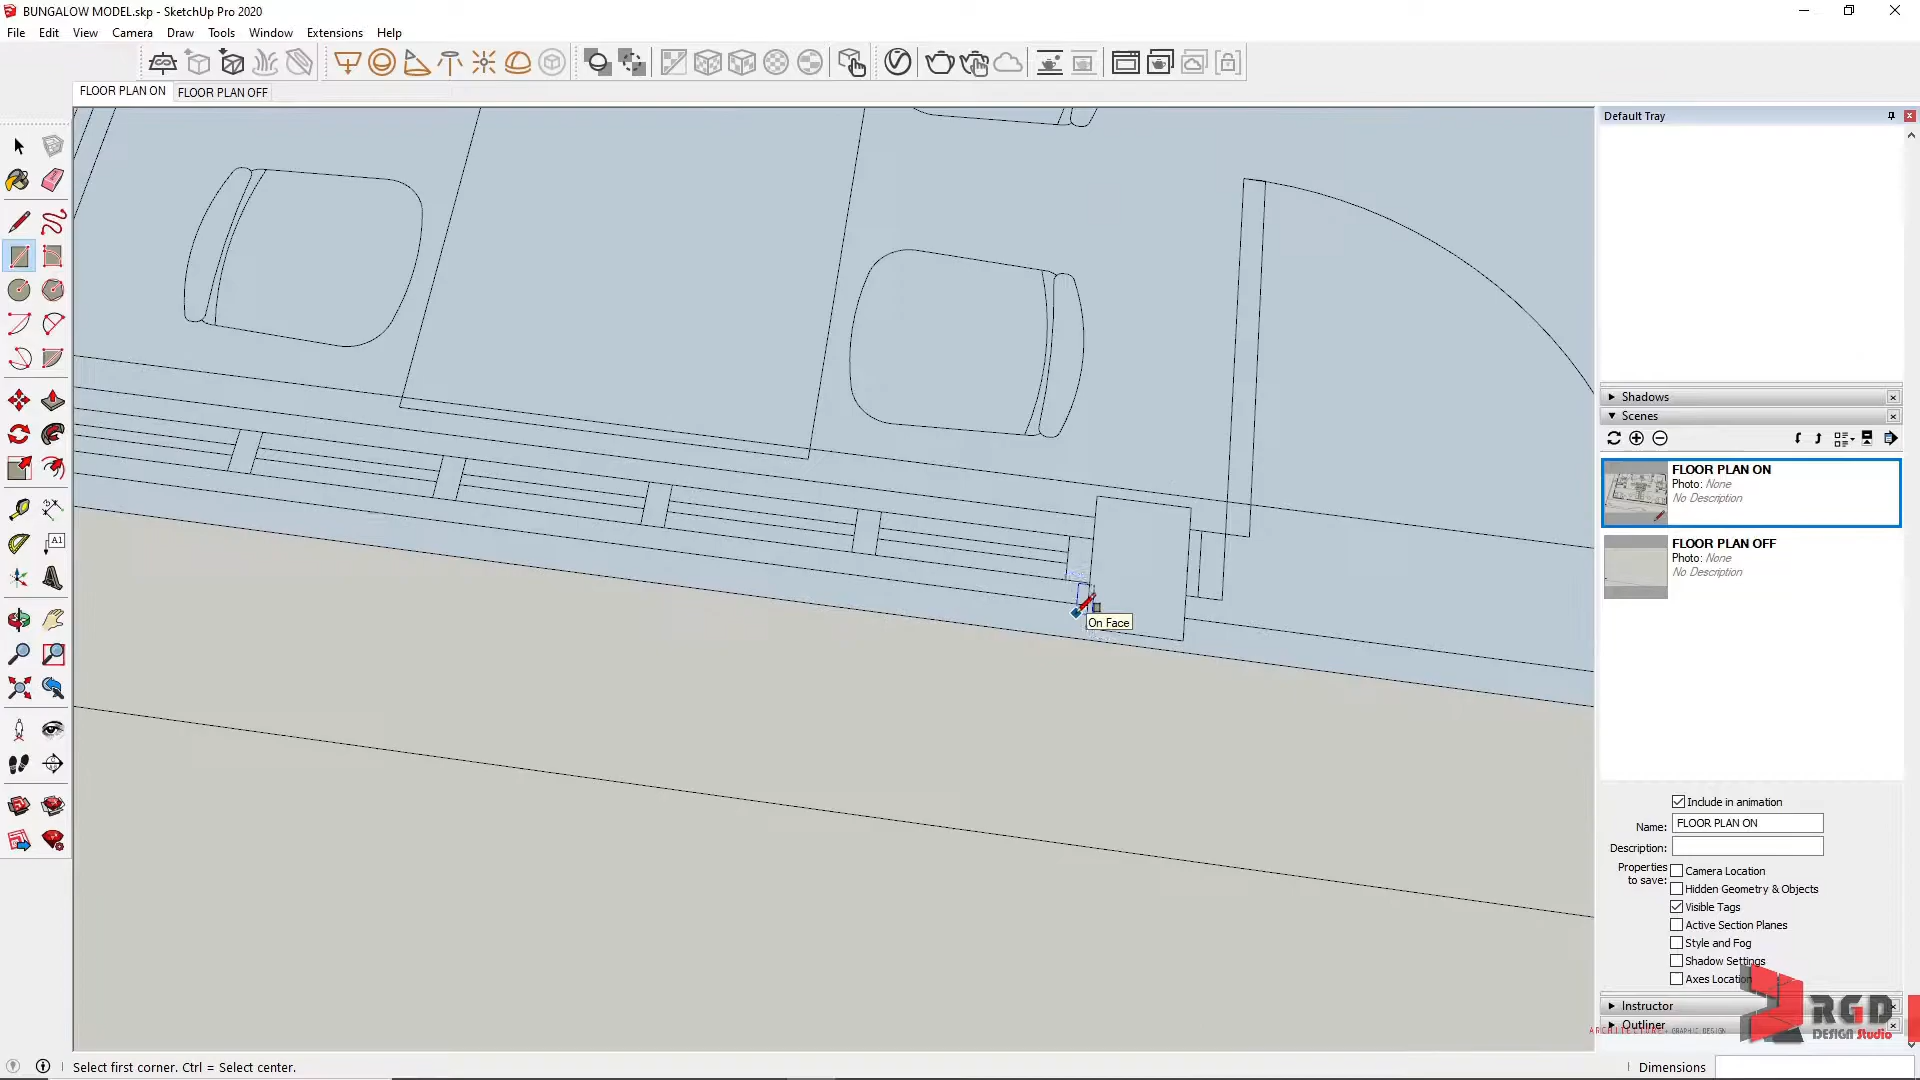 BUNGALOW MODEL.skp - SketchUp Pro 2020
File Edit View Camera Draw Tools Window Extensions Help
FLOOR PLAN ON FLOOR PLAN OFF
Default Tray
A1
On Face
Shadows
Scenes
FLOOR PLAN ON
Photo: None
No Description
FLOOR PLAN OFF
Photo: None
No Description
Include in animation
Name: FLOOR PLAN ON
Description:
Properties to save:
Camera Location
Hidden Geometry & Objects
Visible Tags
Active Section Planes
Style and Fog
Shadow Settings
Axes Location
Instructor
Outliner
RGD
DESIGN Studio
Select first corner. Ctrl = Select center.
Dimensions